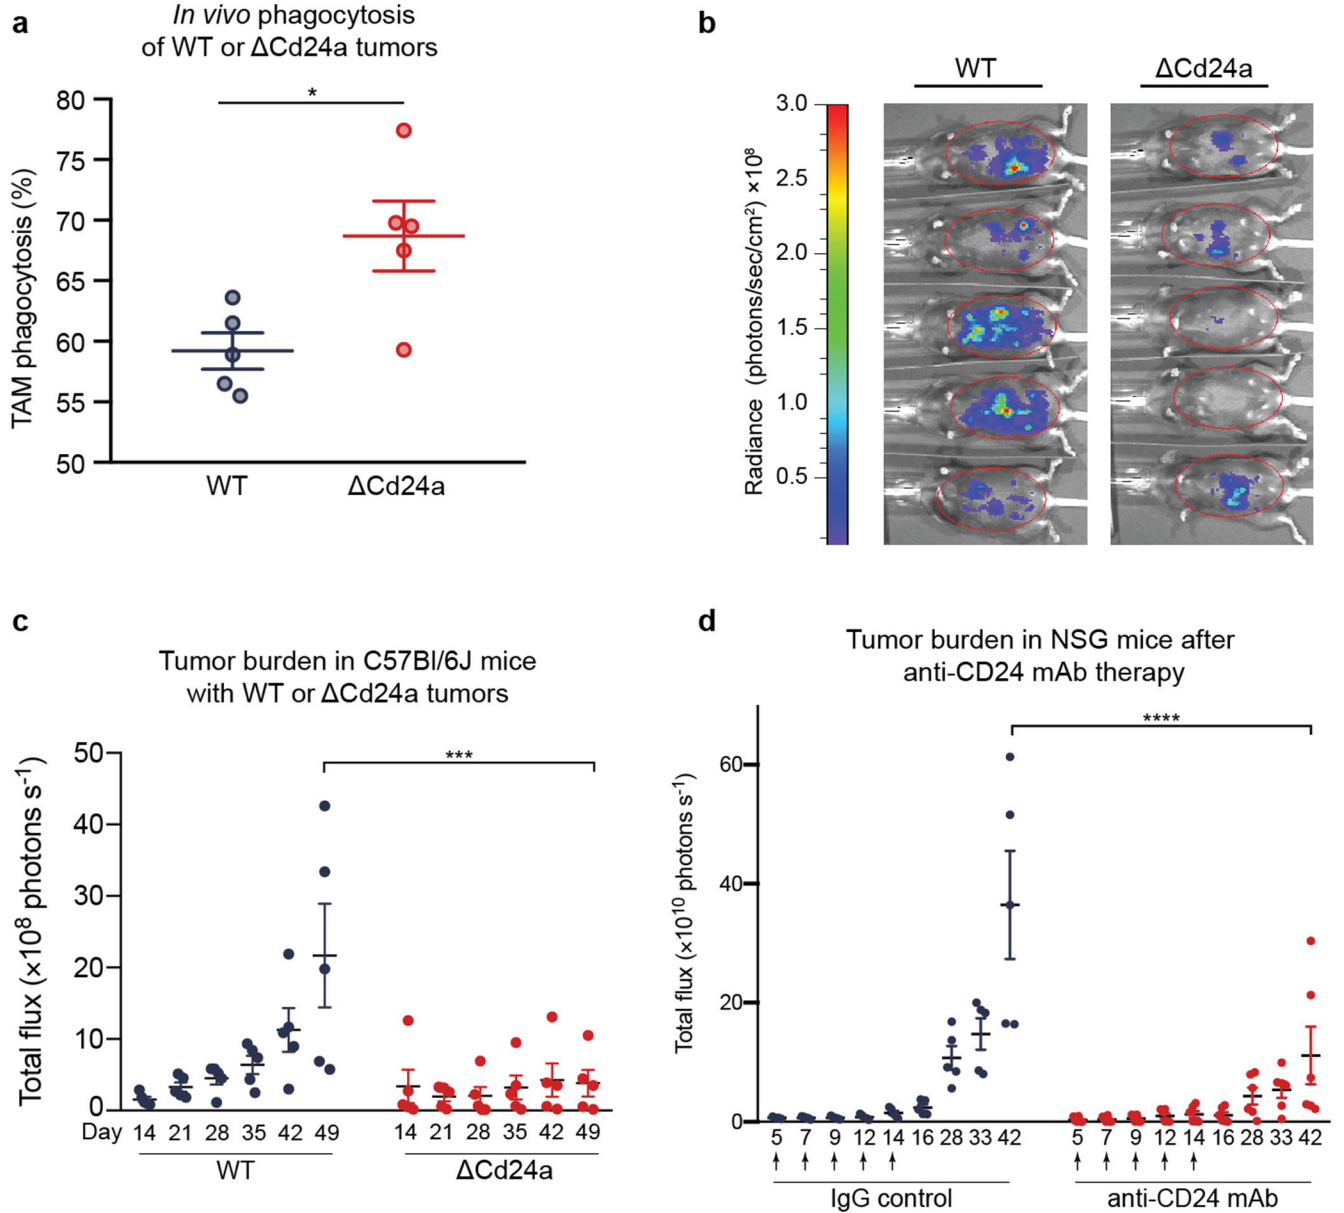 a
In vivo phagocytosis
of WT or ΔCd24a tumors
*
TAM phagocytosis (%)
80
75
70
65
60
55
50
WT
ΔCd24a
b
WT
ΔCd24a
Radiance (photons/sec/cm²) ×10⁸
3.0
2.5
2.0
1.5
1.0
0.5
c
Tumor burden in C57Bl/6J mice
with WT or ΔCd24a tumors
***
Total flux (×10⁸ photons s⁻¹)
50
40
30
20
10
0
Day 14 21 28 35 42 49 14 21 28 35 42 49
WT
ΔCd24a
d
Tumor burden in NSG mice after
anti-CD24 mAb therapy
****
Total flux (×10¹⁰ photons s⁻¹)
60
40
20
0
5 7 9 12 14 16 28 33 42 5 7 9 12 14 16 28 33 42
IgG control
anti-CD24 mAb